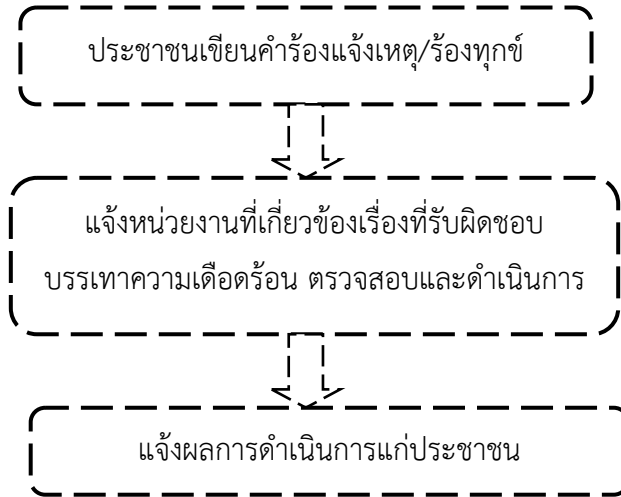 ประชาชนเขียนคำร้องแจ้งเหตุ/ร้องทุกข์
แจ้งหน่วยงานที่เกี่ยวข้องเรื่องที่รับผิดชอบ
บรรเทาความเดือดร้อน ตรวจสอบและดำเนินการ
แจ้งผลการดำเนินการแก่ประชาชน